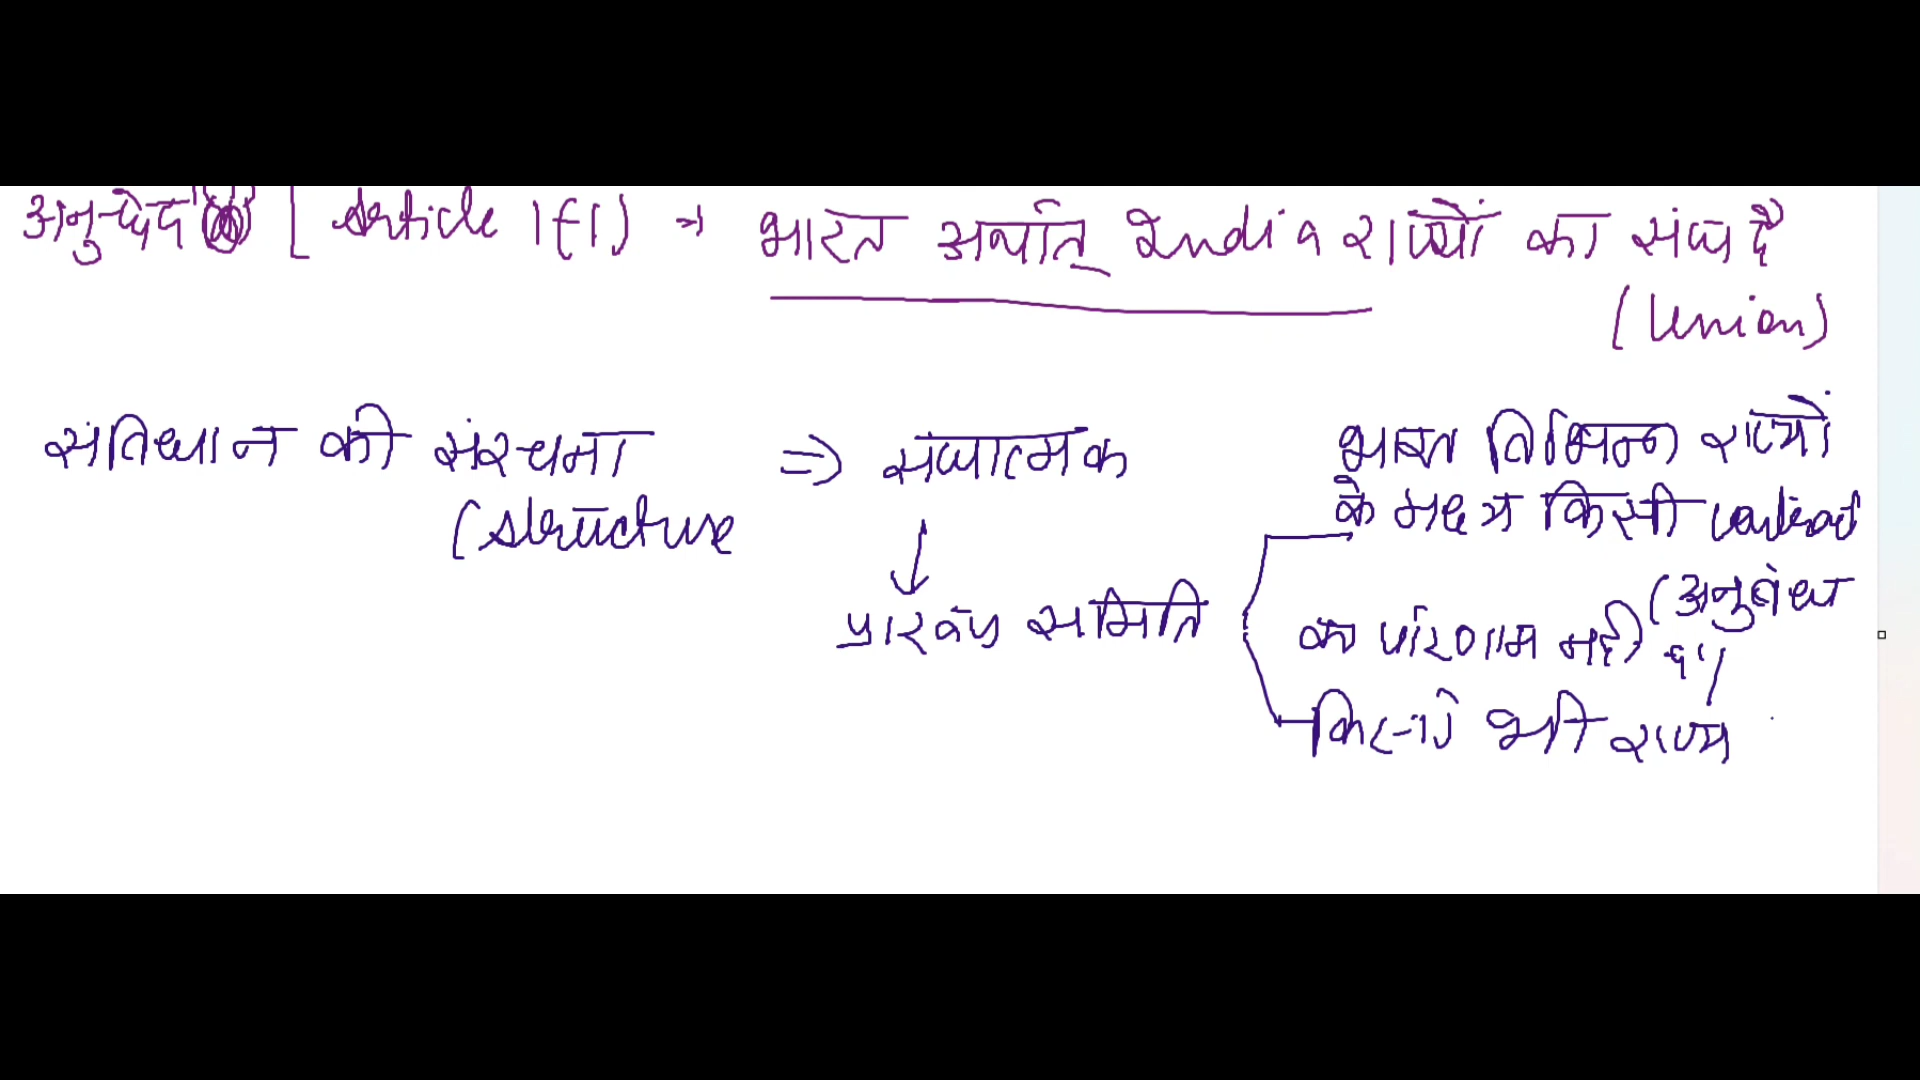 अनुच्छेद [ Article 1(1) → भारत अर्थात् India राज्यों का संघ है
(Union)
संविधान की संरचना ⇒ संघात्मक
(structure
↓
प्रारूप समिति
भारत विभिन्न राज्यों
के मध्य किसी contract
(अनुबंध
का परिणाम नहीं
किसी भी राज्य